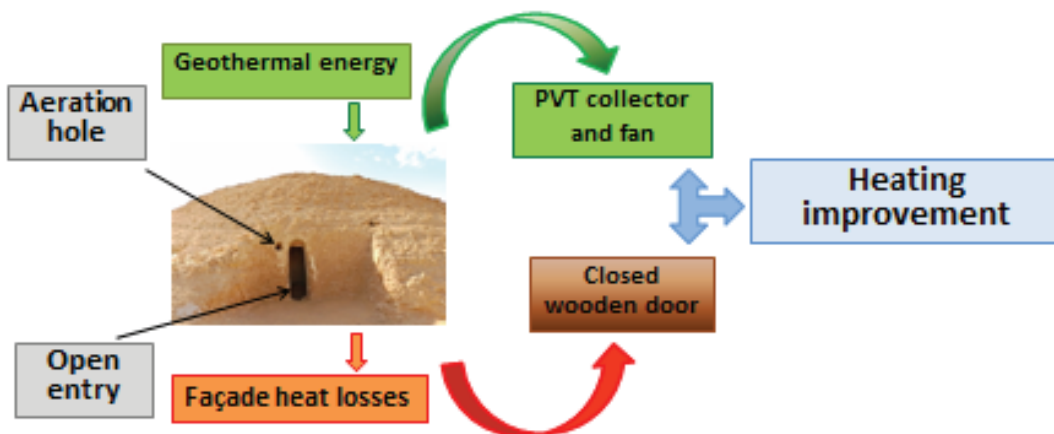 Geothermal energy
Aeration
hole
PVT collector
and fan
Heating
improvement
Closed
wooden door
Open
entry
Façade heat losses